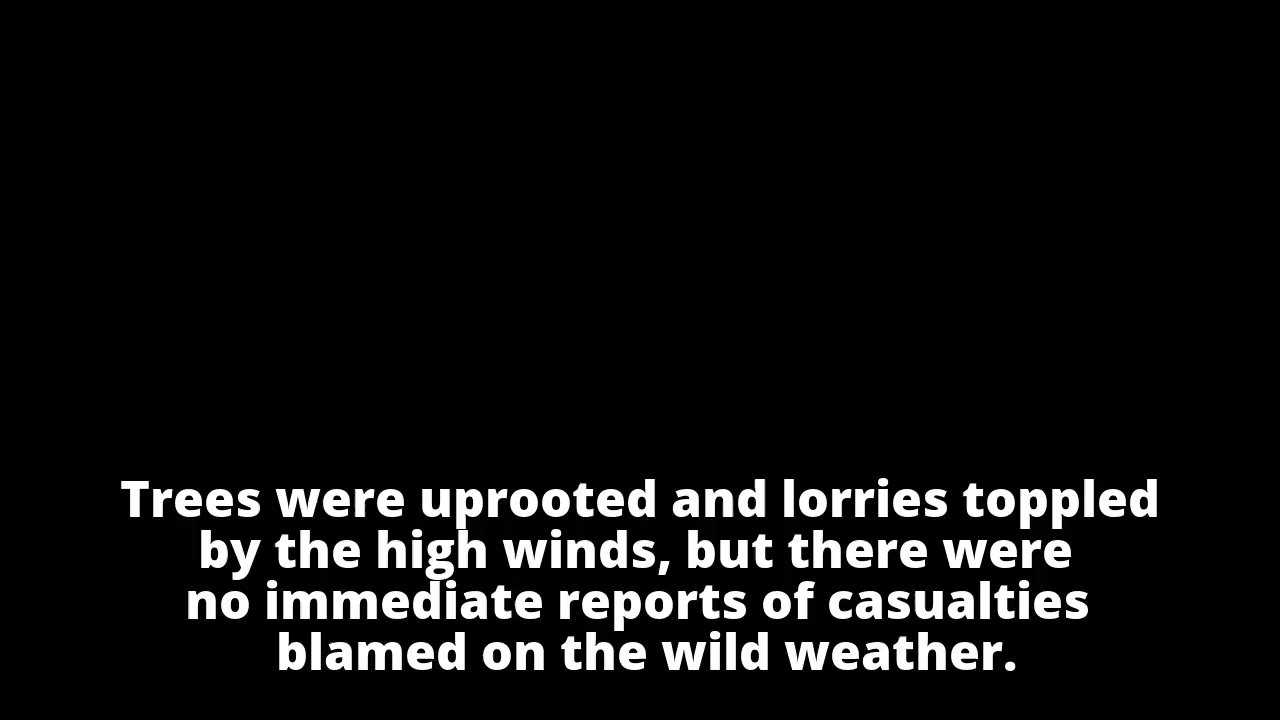 Trees were uprooted and lorries toppled
by the high winds, but there were
no immediate reports of casualties
blamed on the wild weather.